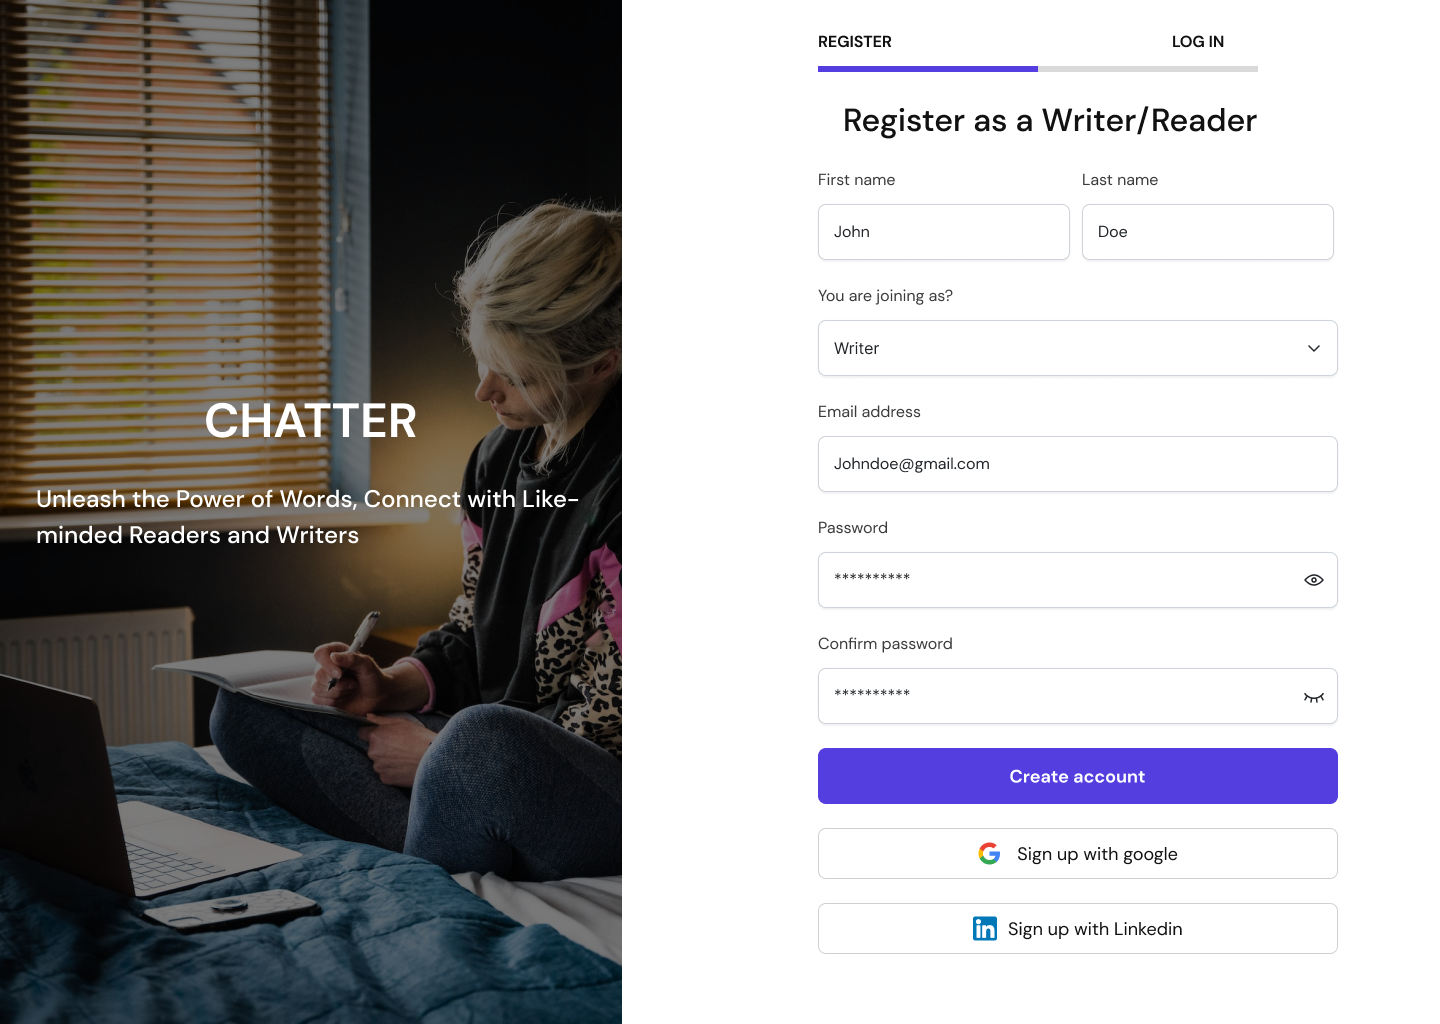 CHATTER
Unleash the Power of Words, Connect with Like-
minded Readers and Writers
REGISTER
LOG IN
Register as a Writer/Reader
First name
Last name
John
Doe
You are joining as?
Writer
Email address
Johndoe@gmail.com
Password
**********
Confirm password
**********
Create account
Sign up with google
Sign up with Linkedin